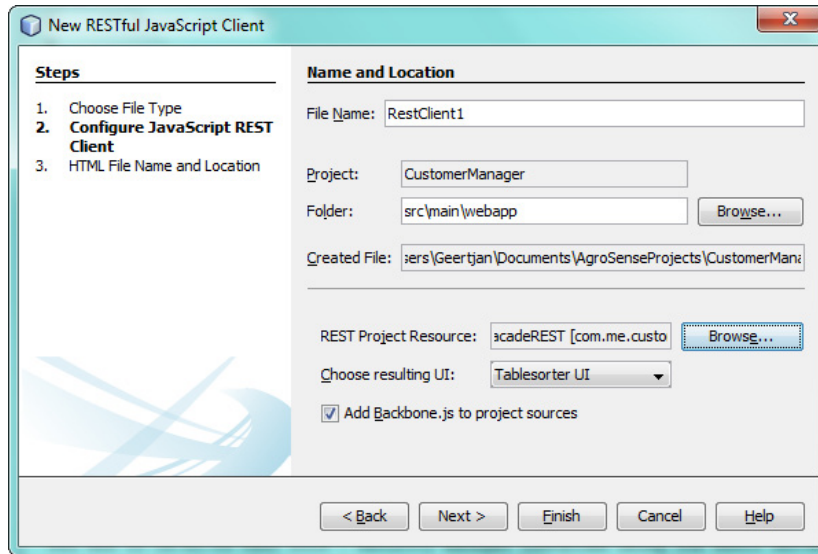 New RESTful JavaScript Client
Steps
1. Choose File Type
2. Configure JavaScript REST
Client
3. HTML File Name and Location
Name and Location
File Name: RestClient1
Project: CustomerManager
Folder: src\main\webapp Browse...
Created File: sers\Geertjan\Documents\AgroSenseProjects\CustomerMana
REST Project Resource: acadeREST [com.me.custo Browse...
Choose resulting UI: Tablesorter UI
Add Backbone.js to project sources
< Back Next > Finish Cancel Help